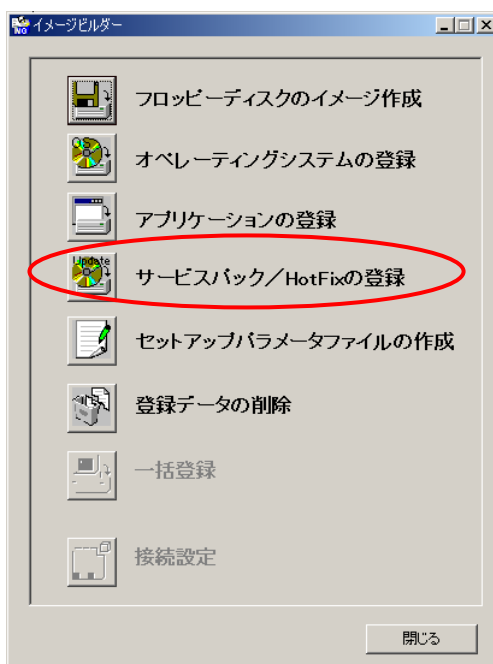 イメージビルダー
フロッピーディスクのイメージ作成
オペレーティングシステムの登録
アプリケーションの登録
Update
サービスパック／HotFixの登録
セットアップパラメータファイルの作成
登録データの削除
一括登録
接続設定
閉じる